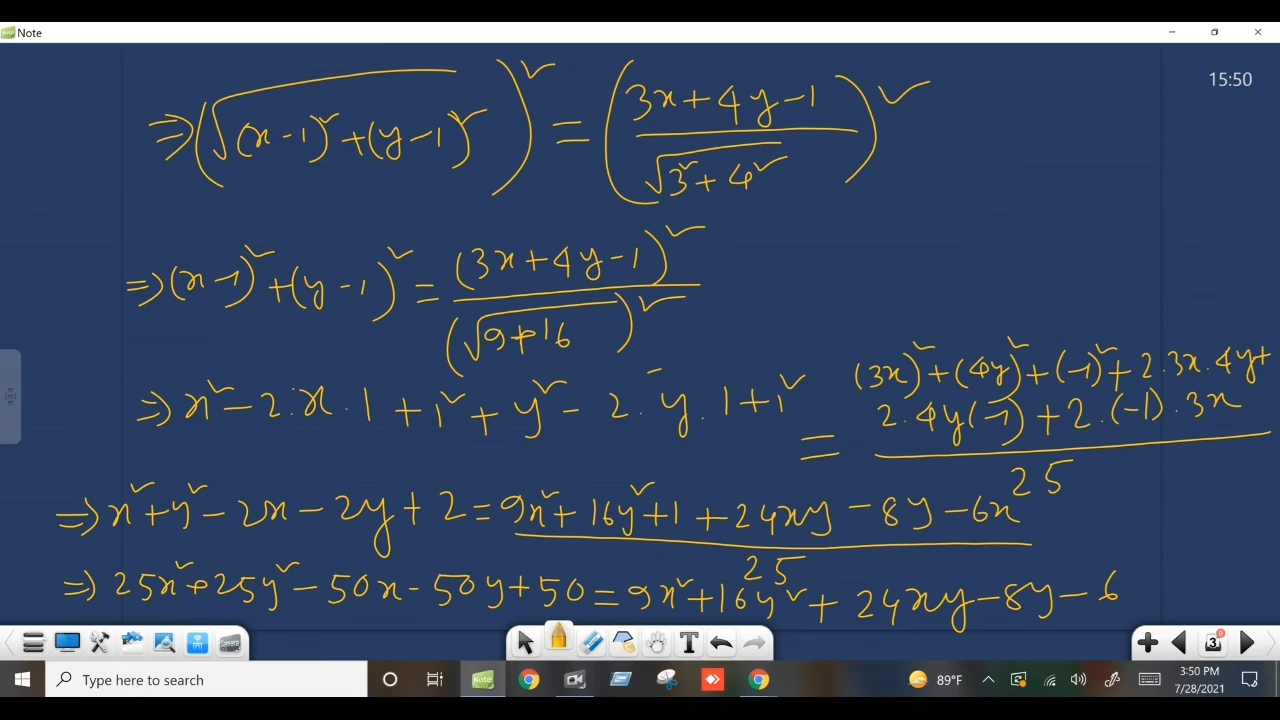 Note
15:50
⇒ (√(x-1)² + (y-1)²)² = ((3x+4y-1)/√3²+4²)²
⇒ (x-1)² + (y-1)² = (3x+4y-1)²/(√9+16)²
⇒ x² - 2.x.1 + 1² + y² - 2.y.1 + 1² = (3x)² + (4y)² + (-1)² + 2.3x.4y + 2.4y(-1) + 2.(-1).3x / 25
⇒ x² + y² - 2x - 2y + 2 = 9x² + 16y² + 1 + 24xy - 8y - 6x / 25
⇒ 25x² + 25y² - 50x - 50y + 50 = 9x² + 16y² + 24xy - 8y - 6
T
3
Type here to search
Note
89°F
3:50 PM
7/28/2021